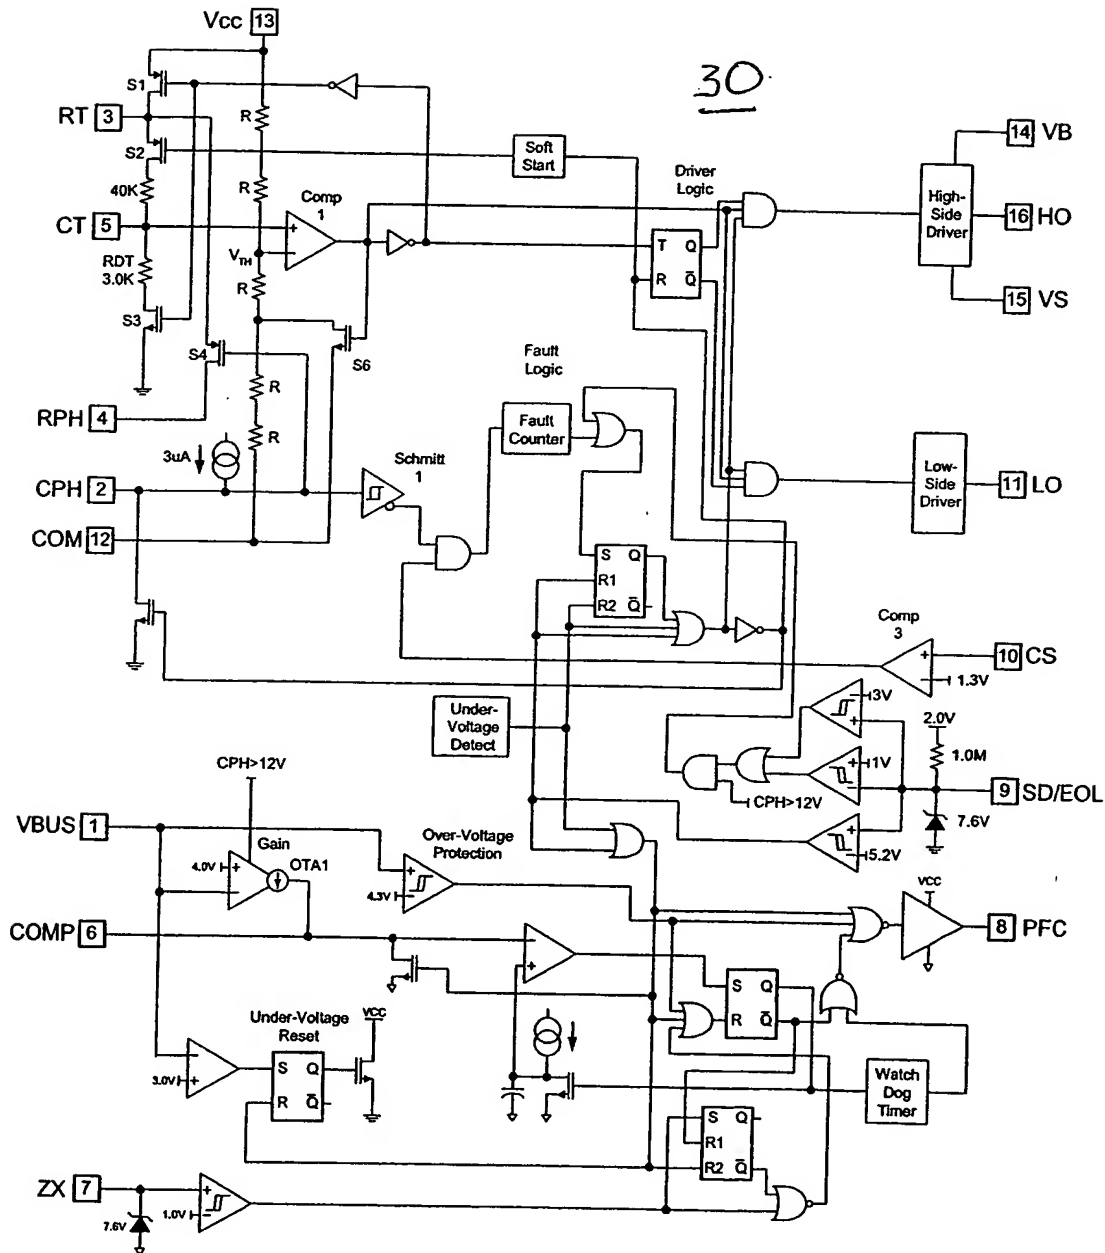 Vcc 13
30
S1
RT 3
R
14 VB
S2
Soft
Start
Driver
Logic
40K
R
Comp
1
High-
Side
Driver
16 HO
CT 5
+
T Q
VTH
−
RDT
3.0K
R
R Q̅
15 VS
S3
S4
S6
Fault
Logic
R
RPH 4
Fault
Counter
R
3uA
Schmitt
1
Low-
Side
Driver
11 LO
CPH 2
COM 12
S Q
R1
R2 Q̅
Comp
3
+
10 CS
−
1.3V
Under-
Voltage
Detect
3V
−
+
2.0V
1.0M
CPH>12V
+
1V
−
CPH>12V
9 SD/EOL
VBUS 1
7.6V
Gain
Over-Voltage
Protection
+
5.2V
−
4.0V
+
OTA1
−
+
4.3V
−
VCC
COMP 6
8 PFC
−
+
S Q
R Q̅
Under-Voltage
Reset
VCC
S Q
R Q̅
−
3.0V
+
Watch
Dog
Timer
S Q
R1
R2 Q̅
ZX 7
+
1.0V
−
7.6V